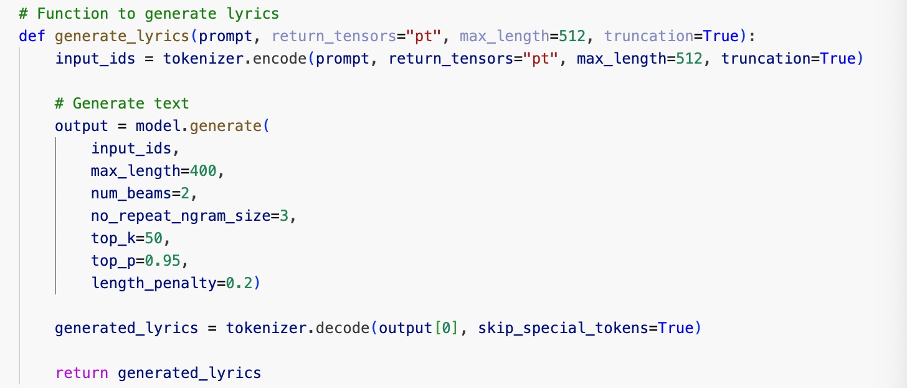 # Function to generate lyrics
def generate_lyrics(prompt, return_tensors="pt", max_length=512, truncation=True):
    input_ids = tokenizer.encode(prompt, return_tensors="pt", max_length=512, truncation=True)

    # Generate text
    output = model.generate(
        input_ids,
        max_length=400,
        num_beams=2,
        no_repeat_ngram_size=3,
        top_k=50,
        top_p=0.95,
        length_penalty=0.2)

    generated_lyrics = tokenizer.decode(output[0], skip_special_tokens=True)

    return generated_lyrics